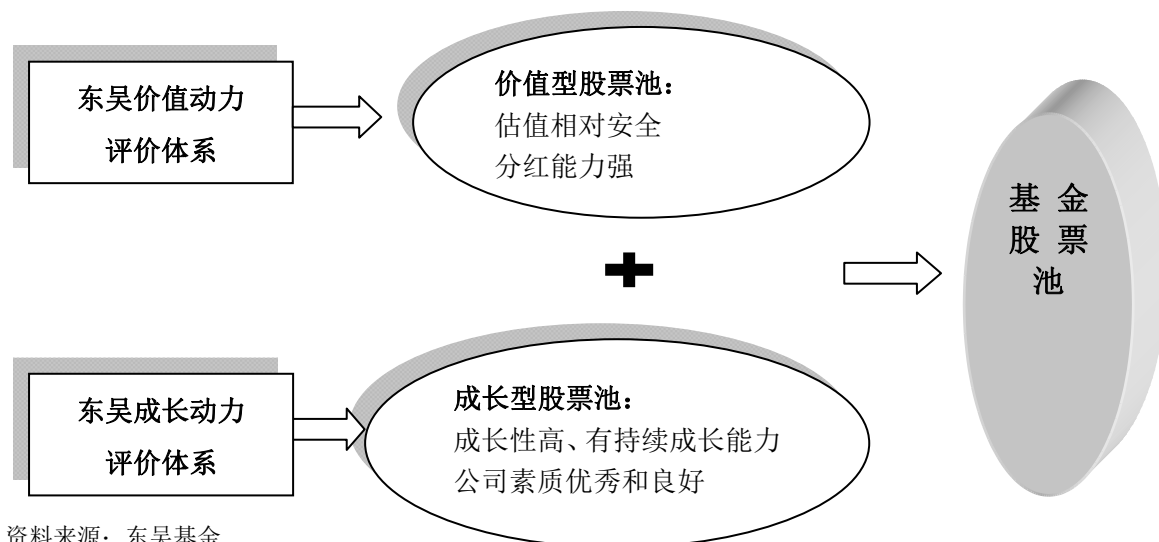 东吴价值动力
评价体系
价值型股票池：
估值相对安全
分红能力强
基 金
股 票
池
东吴成长动力
评价体系
成长型股票池：
成长性高、有持续成长能力
公司素质优秀和良好
资料来源：东吴基金